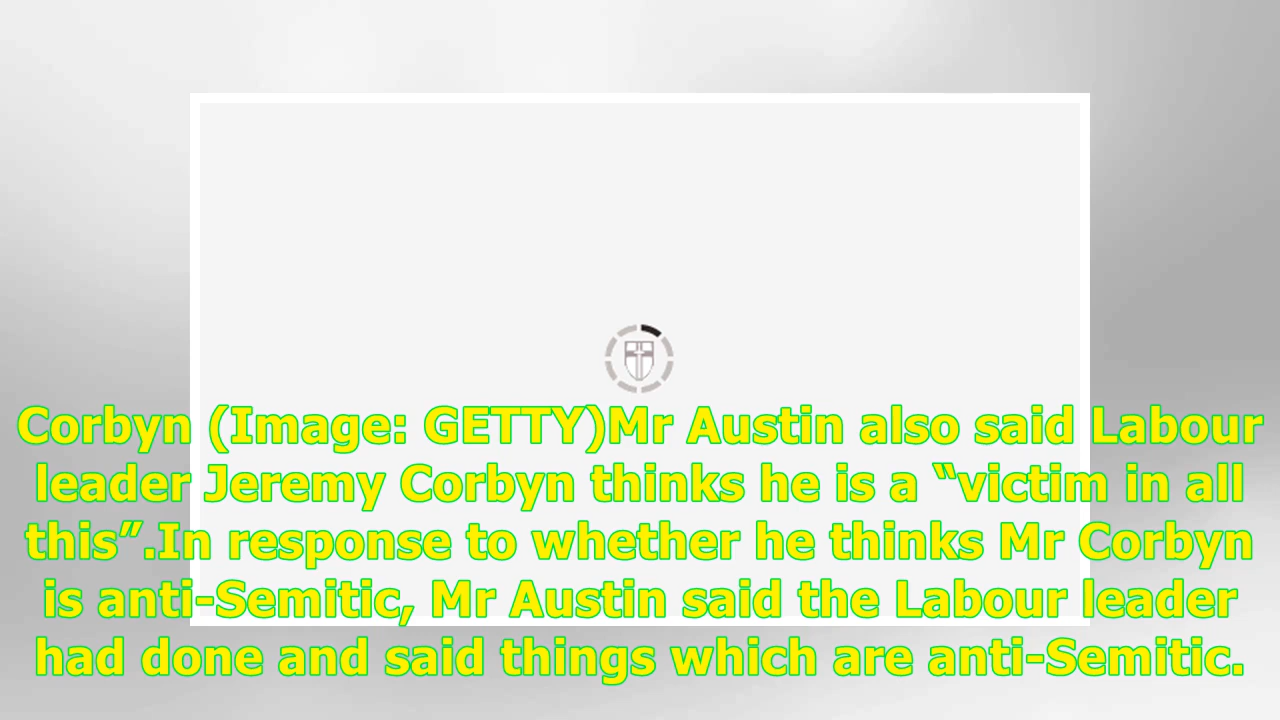 Corbyn (Image: GETTY)Mr Austin also said Labour
leader Jeremy Corbyn thinks he is a “victim in all
this”.In response to whether he thinks Mr Corbyn
is anti-Semitic, Mr Austin said the Labour leader
had done and said things which are anti-Semitic.